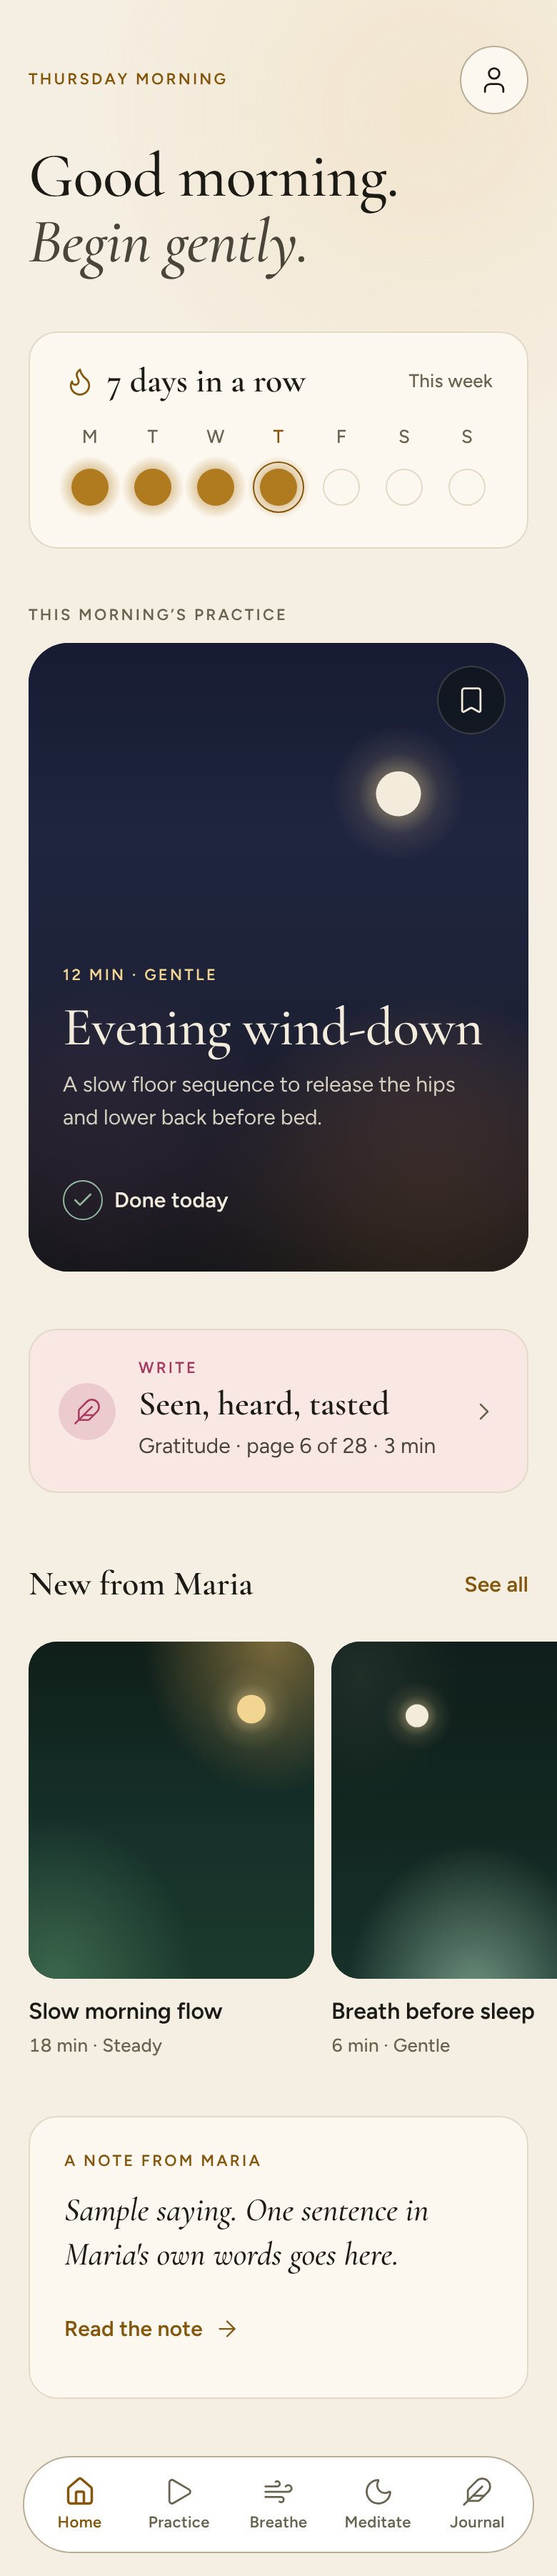 THURSDAY MORNING
Good morning.
Begin gently.
7 days in a row
This week
M T W T F S S
THIS MORNING’S PRACTICE
12 MIN · GENTLE
Evening wind-down
A slow floor sequence to release the hips
and lower back before bed.
Done today
WRITE
Seen, heard, tasted
Gratitude · page 6 of 28 · 3 min
New from Maria
See all
Slow morning flow
18 min · Steady
Breath before sleep
6 min · Gentle
A NOTE FROM MARIA
Sample saying. One sentence in
Maria's own words goes here.
Read the note
Home Practice Breathe Meditate Journal